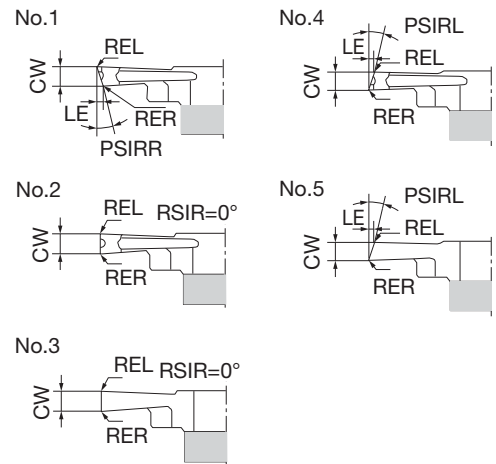 No.1
REL
CW
LE
RER
PSIRR
No.2
REL
RSIR=0°
CW
RER
No.3
REL
RSIR=0°
CW
RER
No.4
PSIRL
LE
REL
CW
RER
No.5
PSIRL
LE
REL
CW
RER